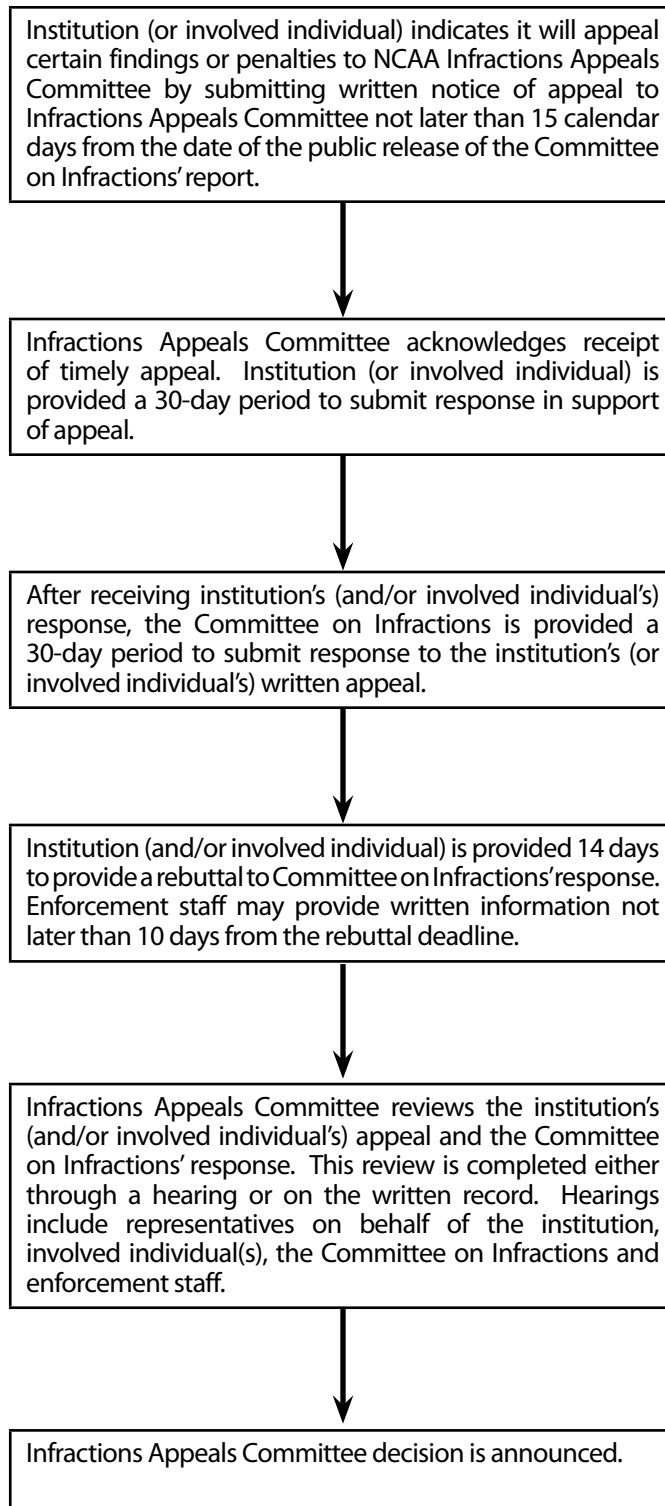 Institution (or involved individual) indicates it will appeal
certain findings or penalties to NCAA Infractions Appeals
Committee by submitting written notice of appeal to
Infractions Appeals Committee not later than 15 calendar
days from the date of the public release of the Committee
on Infractions' report.
Infractions Appeals Committee acknowledges receipt
of timely appeal. Institution (or involved individual) is
provided a 30-day period to submit response in support
of appeal.
After receiving institution's (and/or involved individual's)
response, the Committee on Infractions is provided a
30-day period to submit response to the institution's (or
involved individual's) written appeal.
Institution (and/or involved individual) is provided 14 days
to provide a rebuttal to Committee on Infractions' response.
Enforcement staff may provide written information not
later than 10 days from the rebuttal deadline.
Infractions Appeals Committee reviews the institution's
(and/or involved individual's) appeal and the Committee
on Infractions' response. This review is completed either
through a hearing or on the written record. Hearings
include representatives on behalf of the institution,
involved individual(s), the Committee on Infractions and
enforcement staff.
Infractions Appeals Committee decision is announced.